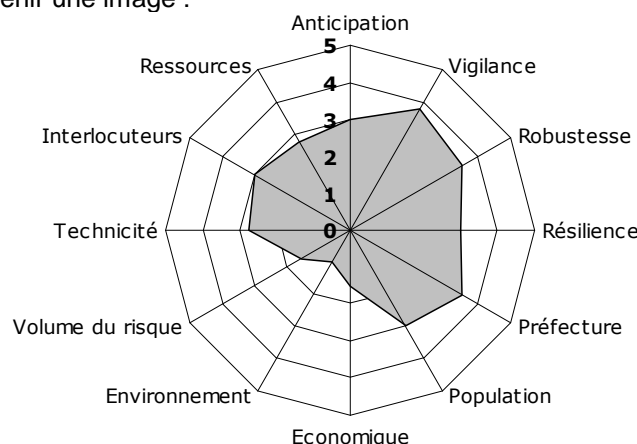 enir une image :
Anticipation
5
Ressources
Vigilance
4
Interlocuteurs
3
Robustesse
2
1
Technicité
0
Résilience
Volume du risque
Préfecture
Environnement
Population
Economique